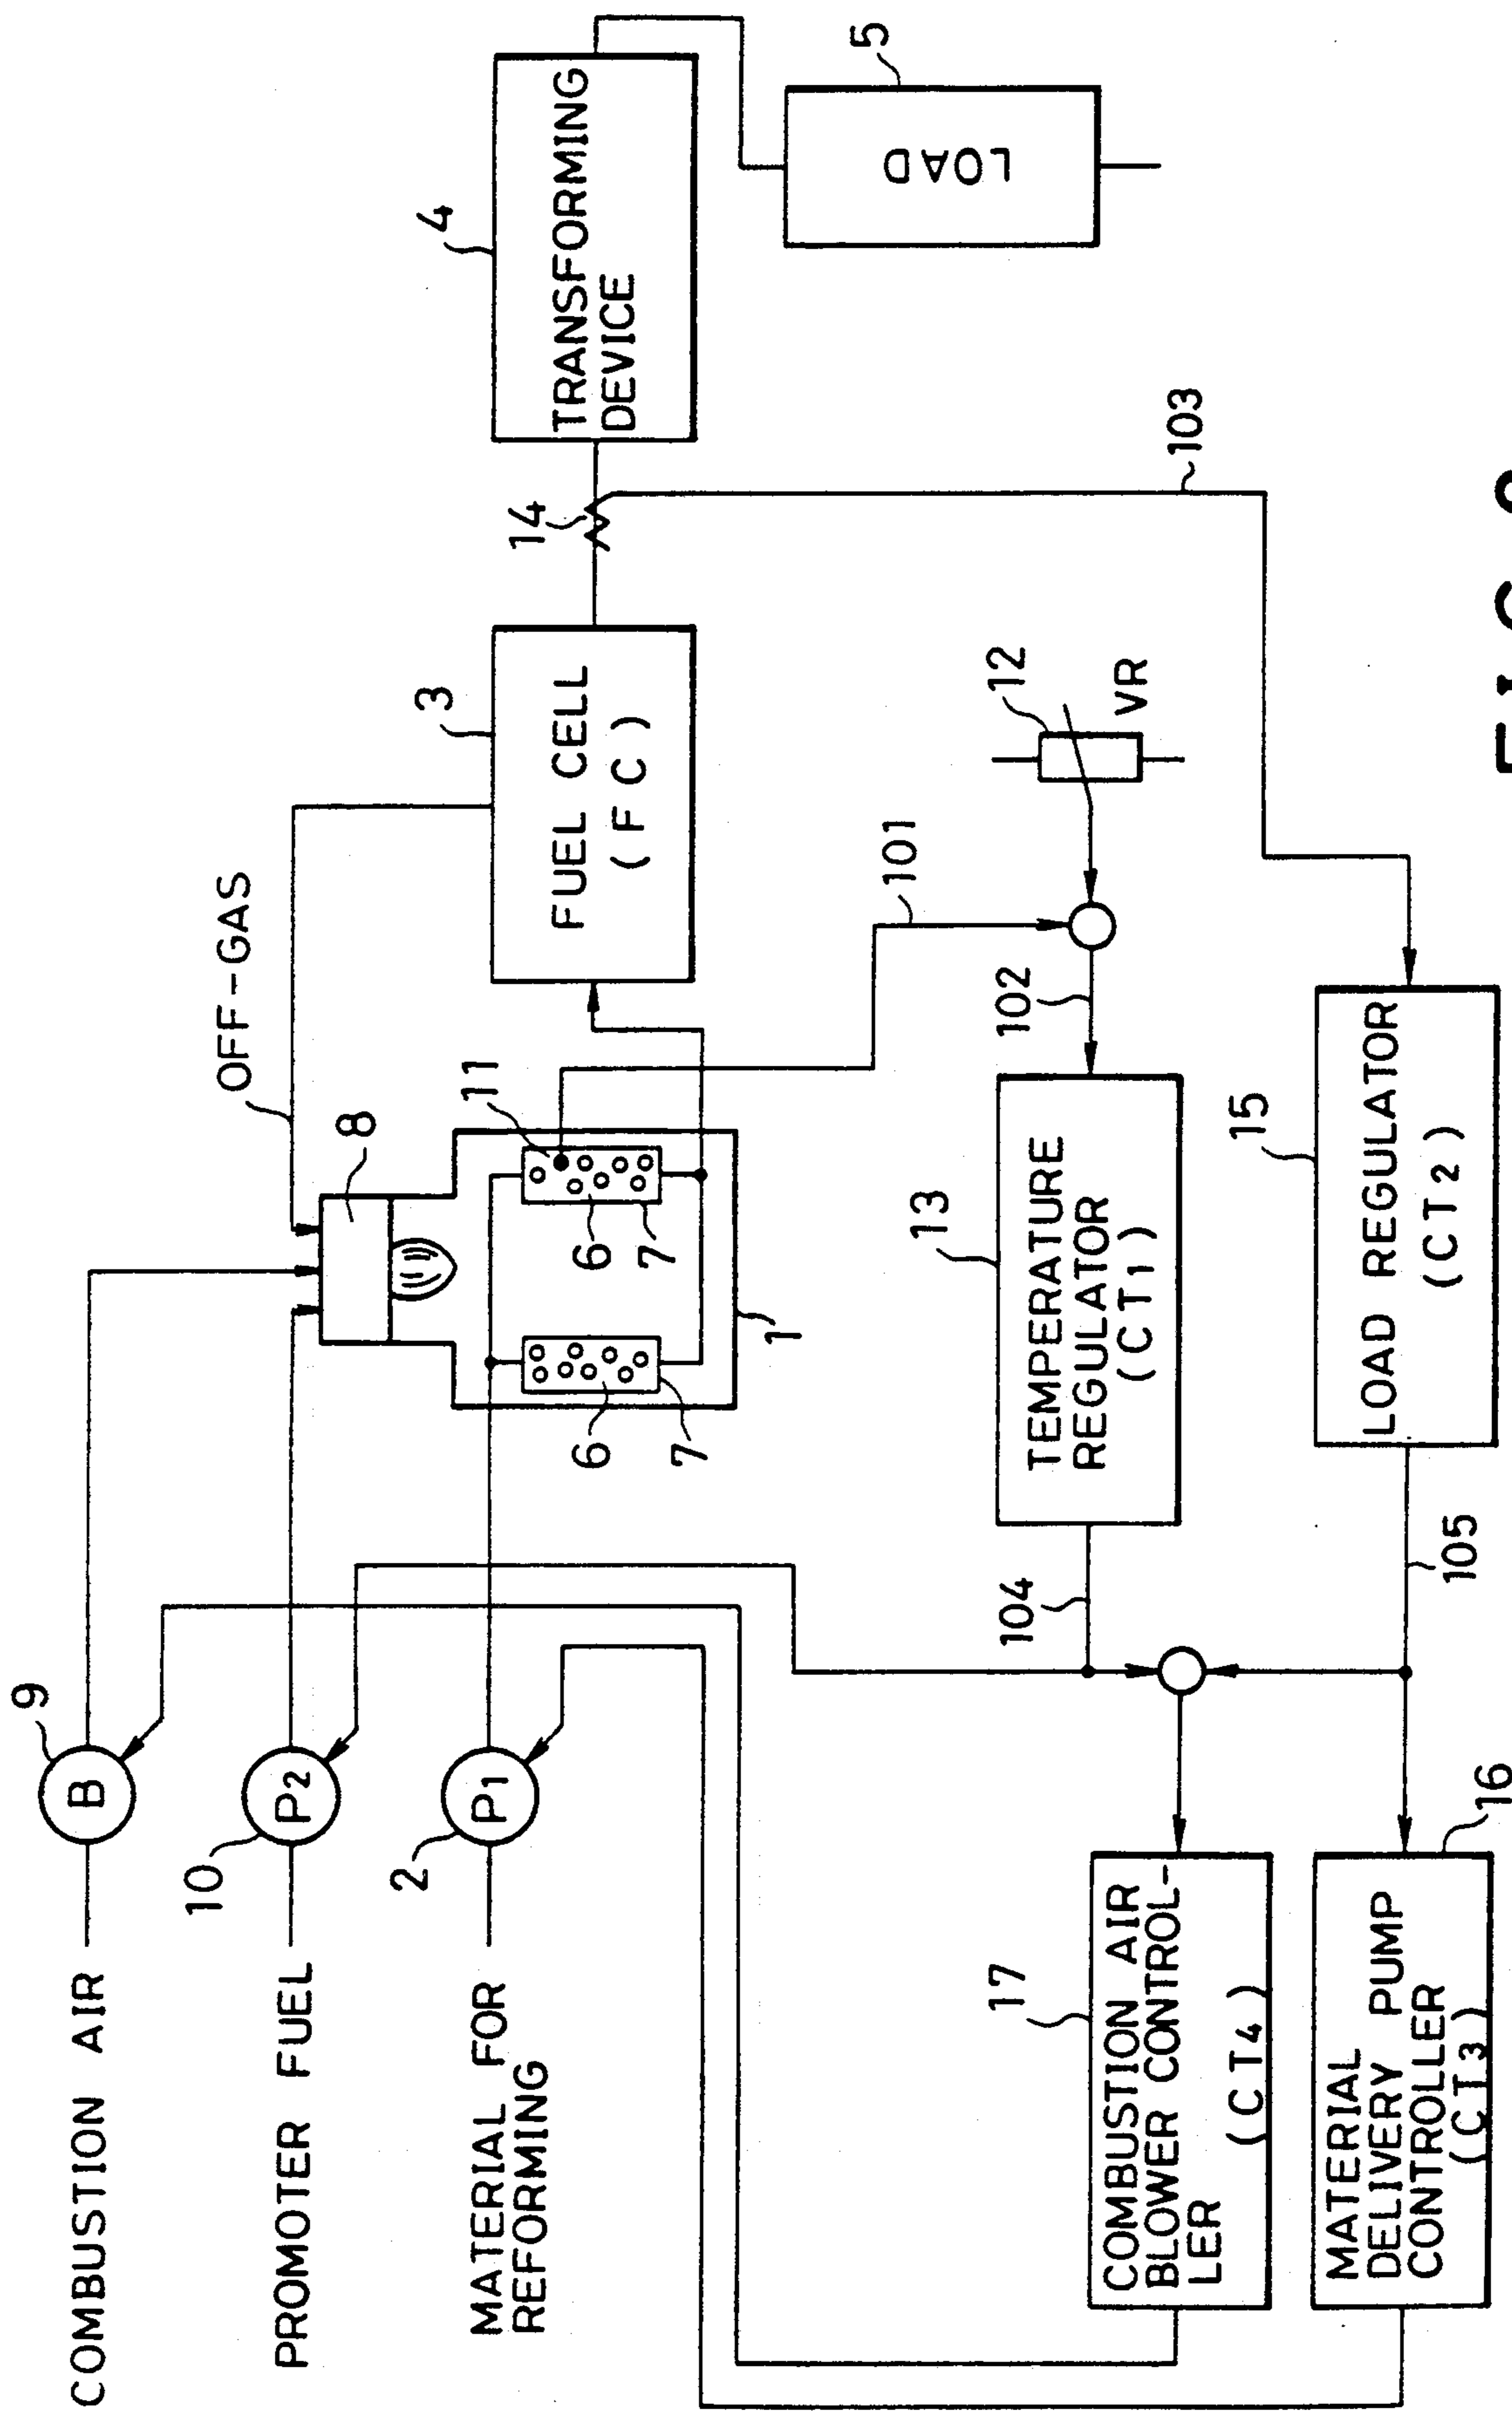 COMBUSTION AIR
9
B
PROMOTER FUEL
10
P2
MATERIAL FOR
REFORMING
2
P1
OFF-GAS
8
11
6
7
6
7
1
3
FUEL CELL
(FC)
14
4
TRANSFORMING
DEVICE
5
LOAD
103
12
VR
101
102
13
TEMPERATURE
REGULATOR
(CT1)
104
15
LOAD REGULATOR
(CT2)
105
17
COMBUSTION AIR
BLOWER CONTROL-
LER
(CT4)
16
MATERIAL
DELIVERY PUMP
CONTROLLER
(CT3)